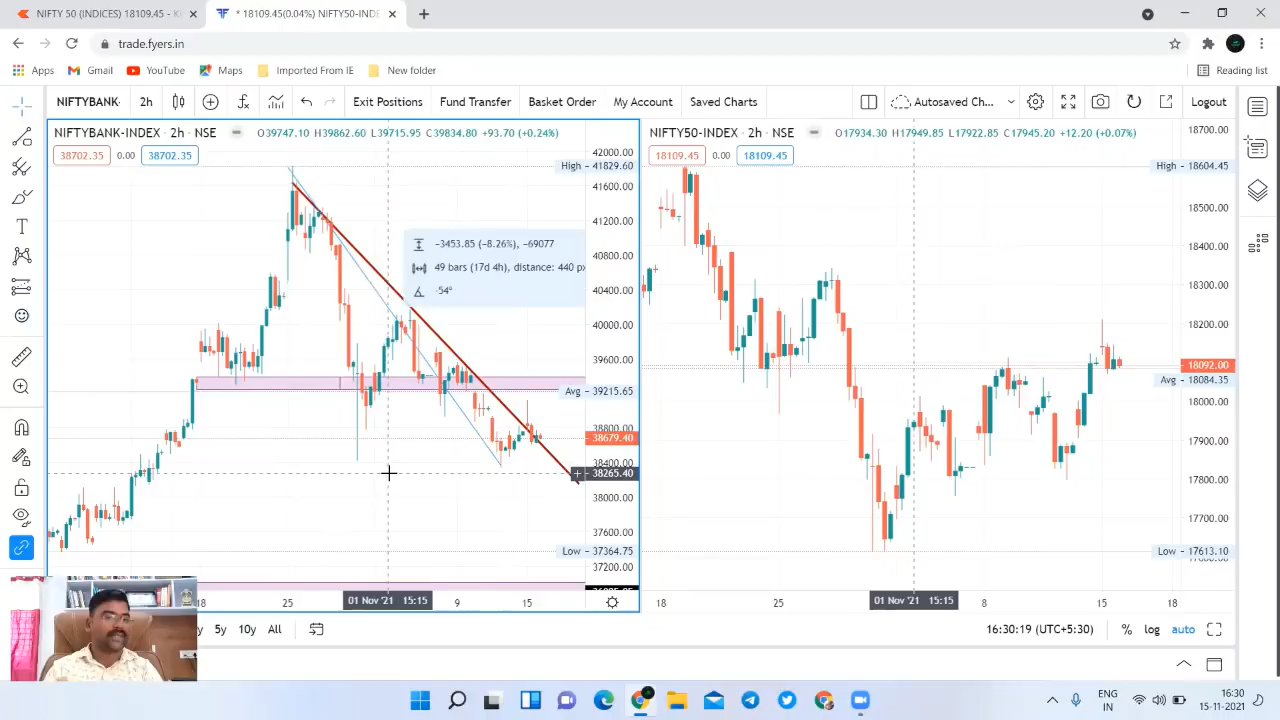 NIFTY 50 (INDICES) 18109.45 - K
* 18109.45(0.04%) NIFTY50-INDE
trade.fyers.in
Apps Gmail YouTube Maps Imported From IE New folder Reading list
NIFTYBANK- 2h Exit Positions Fund Transfer Basket Order My Account Saved Charts Autosaved Ch... Logout
NIFTYBANK-INDEX · 2h · NSE O39747.10 H39862.60 L39715.95 C39834.80 +93.70 (+0.24%)
38702.35 0.00 38702.35
42000.00
High - 41829.60
41600.00
41200.00
40800.00
40400.00
40000.00
39600.00
Avg - 39215.65
38800.00
38679.40
38400.00
38265.40
38000.00
37600.00
Low - 37364.75
37200.00
−3453.85 (−8.26%), −69077
49 bars (17d 4h), distance: 440 px
-54°
18 25 01 Nov '21 15:15 9 15
NIFTY50-INDEX · 2h · NSE O17934.30 H17949.85 L17922.85 C17945.20 +12.20 (+0.07%)
18109.45 0.00 18109.45
18700.00
High - 18604.45
18500.00
18400.00
18300.00
18200.00
18092.00
Avg - 18084.35
18000.00
17900.00
17800.00
17700.00
Low - 17613.10
18 25 01 Nov '21 15:15 8 15 18
5y 10y All 16:30:19 (UTC+5:30) % log auto
ENG
IN
16:30
15-11-2021